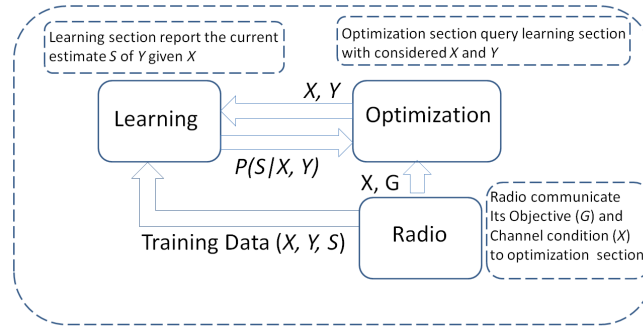 Learning section report the current
estimate S of Y given X
Optimization section query learning section
with considered X and Y
Learning
X, Y
Optimization
P(S|X, Y)
X, G
Radio
Training Data (X, Y, S)
Radio communicate
Its Objective (G) and
Channel condition (X)
to optimization section